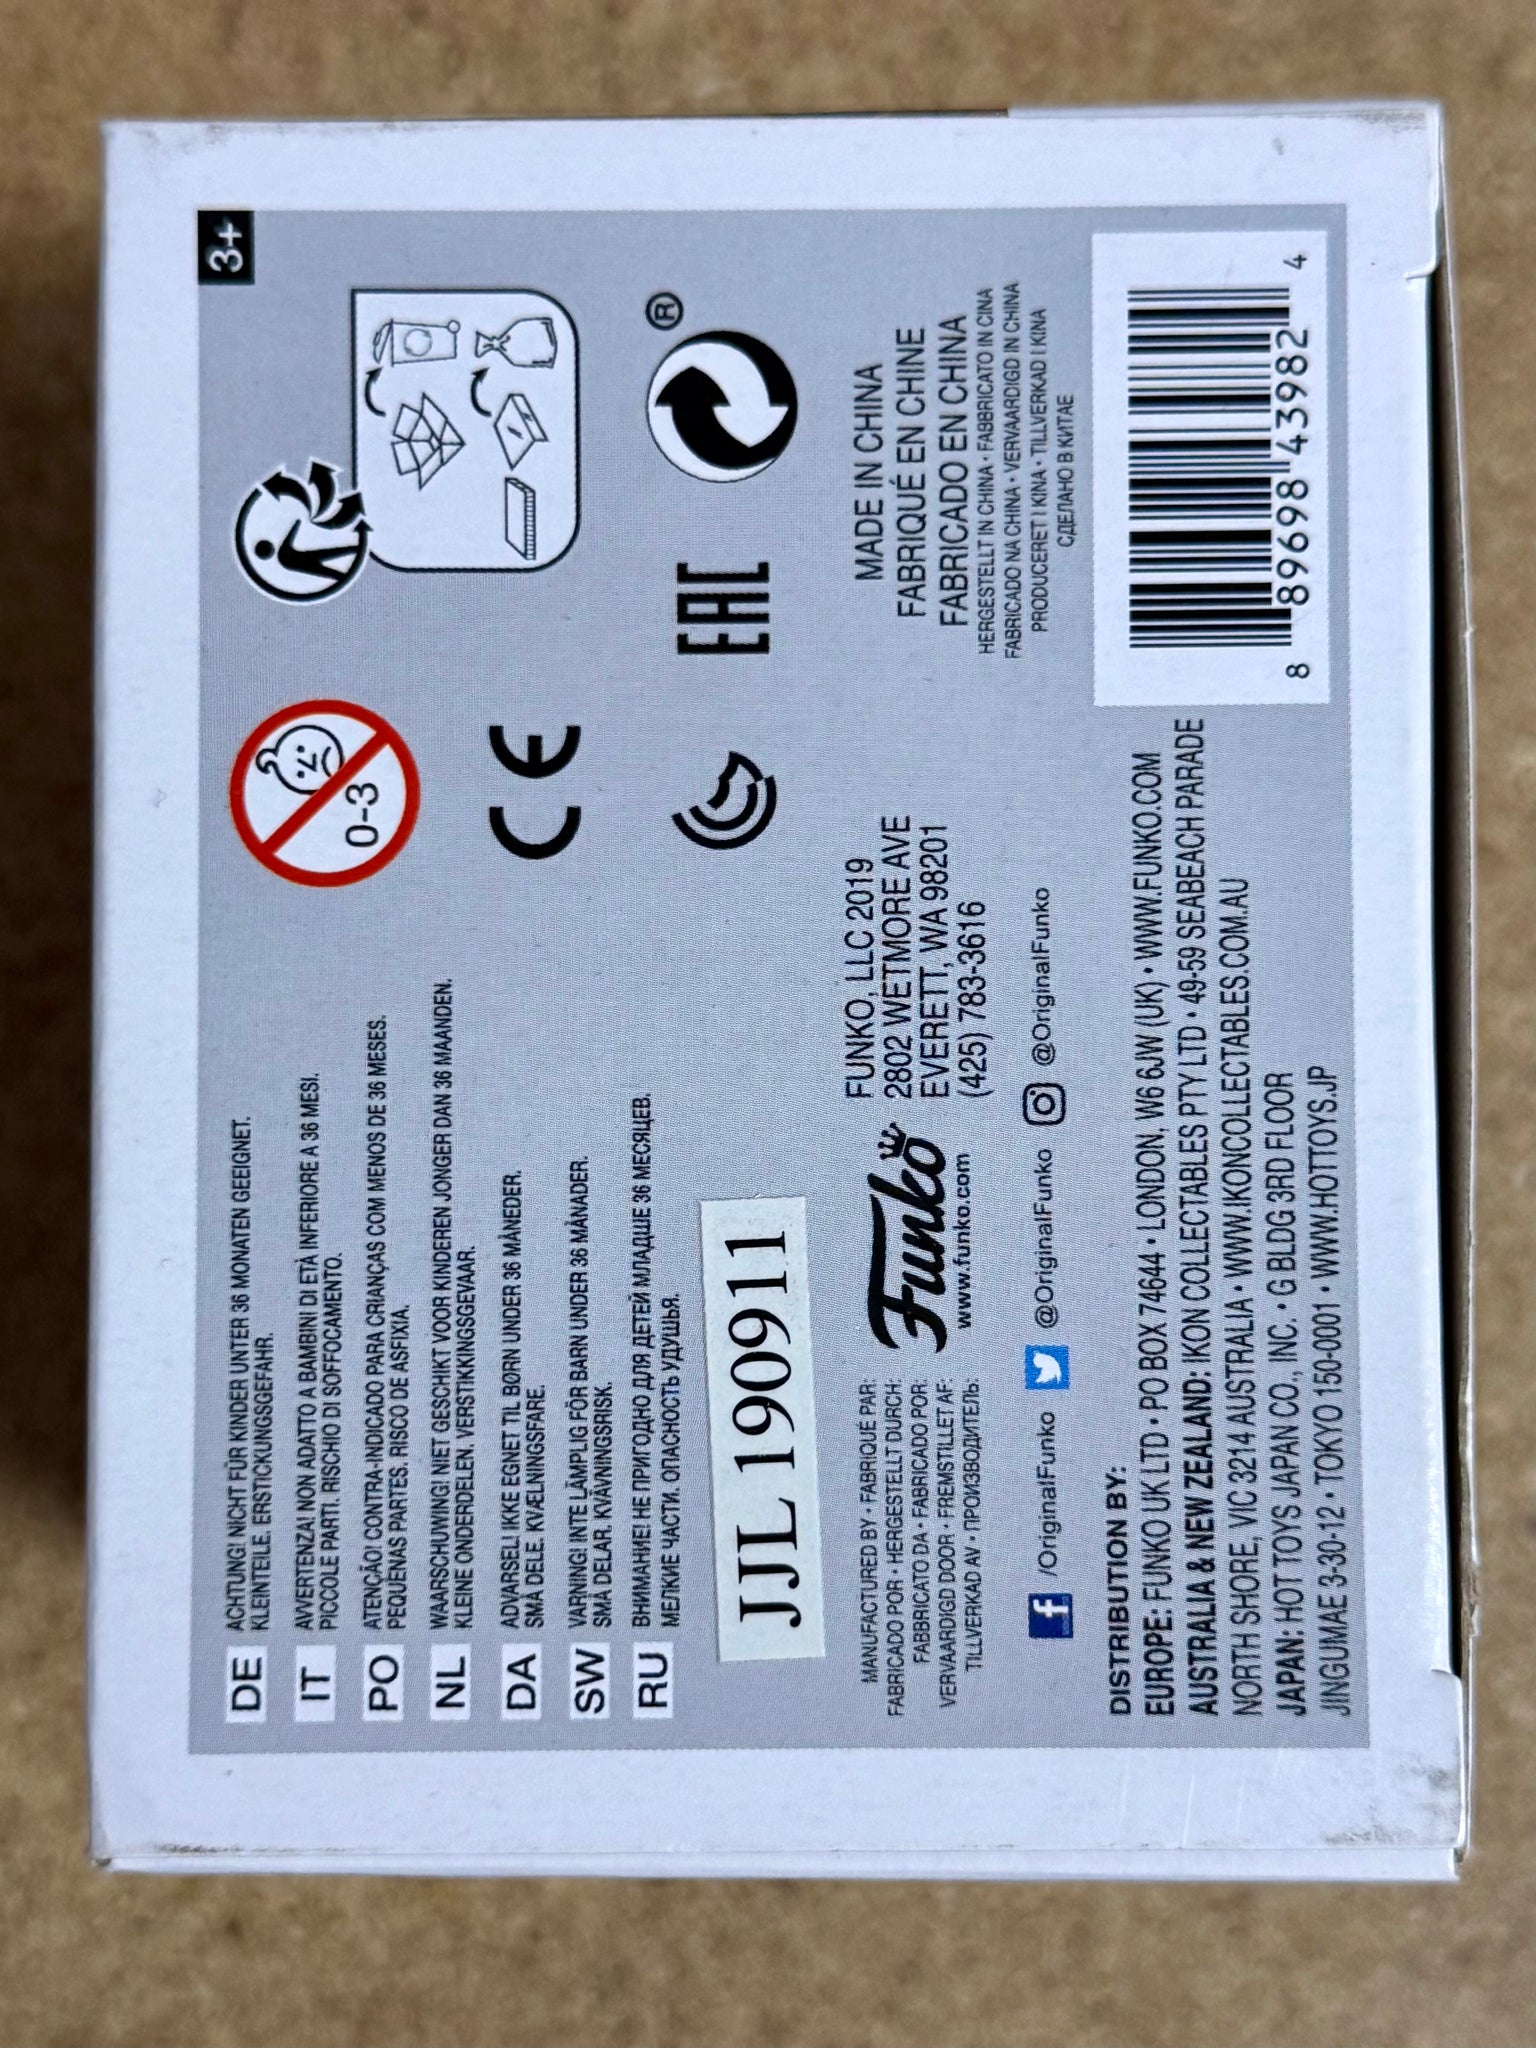 3+
DE
ACHTUNG! NICHT FÜR KINDER UNTER 36 MONATEN GEEIGNET.
KLEINTEILE. ERSTICKUNGSGEFAHR.
IT
AVVERTENZA! NON ADATTO A BAMBINI DI ETÀ INFERIORE A 36 MESI.
PICCOLE PARTI. RISCHIO DI SOFFOCAMENTO.
PO
ATENÇÃO! CONTRA-INDICADO PARA CRIANÇAS COM MENOS DE 36 MESES.
PEQUENAS PARTES. RISCO DE ASFIXIA.
NL
WAARSCHUWING! NIET GESCHIKT VOOR KINDEREN JONGER DAN 36 MAANDEN.
KLEINE ONDERDELEN. VERSTIKKINGSGEVAAR.
DA
ADVARSEL! IKKE EGNET TIL BØRN UNDER 36 MÅNEDER.
SMÅ DELE. KVÆLNINGSFARE.
SW
VARNING! INTE LÄMPLIG FÖR BARN UNDER 36 MÅNADER.
SMÅ DELAR. KVÄVNINGSRISK.
RU
ВНИМАНИЕ! НЕ ПРИГОДНО ДЛЯ ДЕТЕЙ МЛАДШЕ 36 МЕСЯЦЕВ.
МЕЛКИЕ ЧАСТИ. ОПАСНОСТЬ УДУШЬЯ.
0-3
CE
EAC
®
JJL 190911
MANUFACTURED BY • FABRIQUÉ PAR:
FABRICADO POR • HERGESTELLT DURCH:
FABBRICATO DA • FABRICADO POR:
VERVAARDIGD DOOR • FREMSTILLET AF:
TILLVERKAD AV • ПРОИЗВОДИТЕЛЬ:
Funko
www.funko.com
FUNKO, LLC 2019
2802 WETMORE AVE
EVERETT, WA 98201
(425) 783-3616
MADE IN CHINA
FABRIQUÉ EN CHINE
FABRICADO EN CHINA
HERGESTELLT IN CHINA • FABBRICATO IN CINA
FABRICADO NA CHINA • VERVAARDIGD IN CHINA
PRODUCERET I KINA • TILLVERKAD I KINA
СДЕЛАНО В КИТАЕ
f /OriginalFunko @OriginalFunko @OriginalFunko
DISTRIBUTION BY:
EUROPE: FUNKO UK LTD • PO BOX 74644 • LONDON, W6 6JW (UK) • WWW.FUNKO.COM
AUSTRALIA & NEW ZEALAND: IKON COLLECTABLES PTY LTD • 49-59 SEABEACH PARADE
NORTH SHORE, VIC 3214 AUSTRALIA • WWW.IKONCOLLECTABLES.COM.AU
JAPAN: HOT TOYS JAPAN CO., INC. • G BLDG 3RD FLOOR
JINGUMAE 3-30-12 • TOKYO 150-0001 • WWW.HOTTOYS.JP
8 89698 43982 4